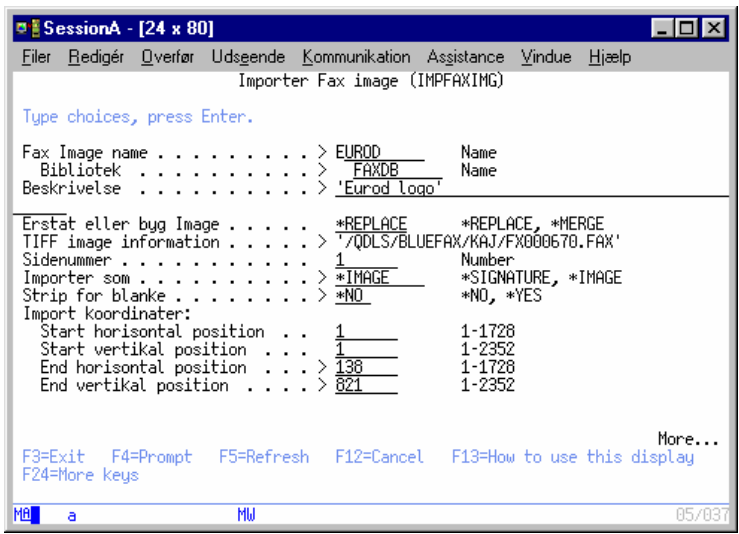 SessionA - [24 x 80]
Filer Redigér Overfør Udseende Kommunikation Assistance Vindue Hjælp
Importer Fax image (IMPFAXIMG)
Type choices, press Enter.
Fax Image name . . . . . . . . . . > EUROD Name
Bibliotek . . . . . . . . . . > FAXDB Name
Beskrivelse . . . . . . . . . . > 'Eurod logo'
Erstat eller byg Image . . . . . *REPLACE *REPLACE, *MERGE
TIFF image information . . . . . > '/QDLS/BLUEFAX/KAJ/FX000670.FAX'
Sidenummer . . . . . . . . . . . 1 Number
Importer som . . . . . . . . . . > *IMAGE *SIGNATURE, *IMAGE
Strip for blanke . . . . . . . . > *NO *NO, *YES
Import koordinater:
Start horisontal position . . 1 1-1728
Start vertikal position . . 1 1-2352
End horisontal position . . . > 138 1-1728
End vertikal position . . . . > 821 1-2352
More...
F3=Exit F4=Prompt F5=Refresh F12=Cancel F13=How to use this display
F24=More keys
MA a MW 05/037